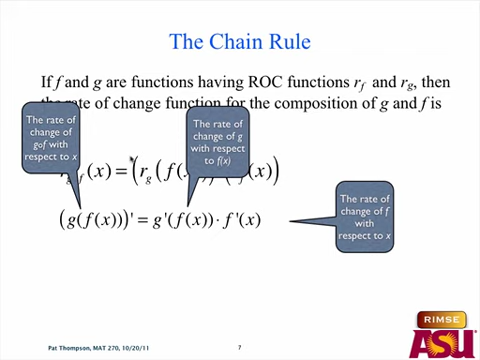 The Chain Rule
If f and g are functions having ROC functions r_f and r_g, then
the rate of change function for the composition of g and f is
The rate of
change of
gof with
respect to x
The rate of
change of g
with respect
to f(x)
(x) = (r_g (f( (x))
(g(f(x)))' = g'(f(x)) · f'(x)
The rate of
change of f
with
respect to x
Pat Thompson, MAT 270, 10/20/11
7
RIMSE
ASU